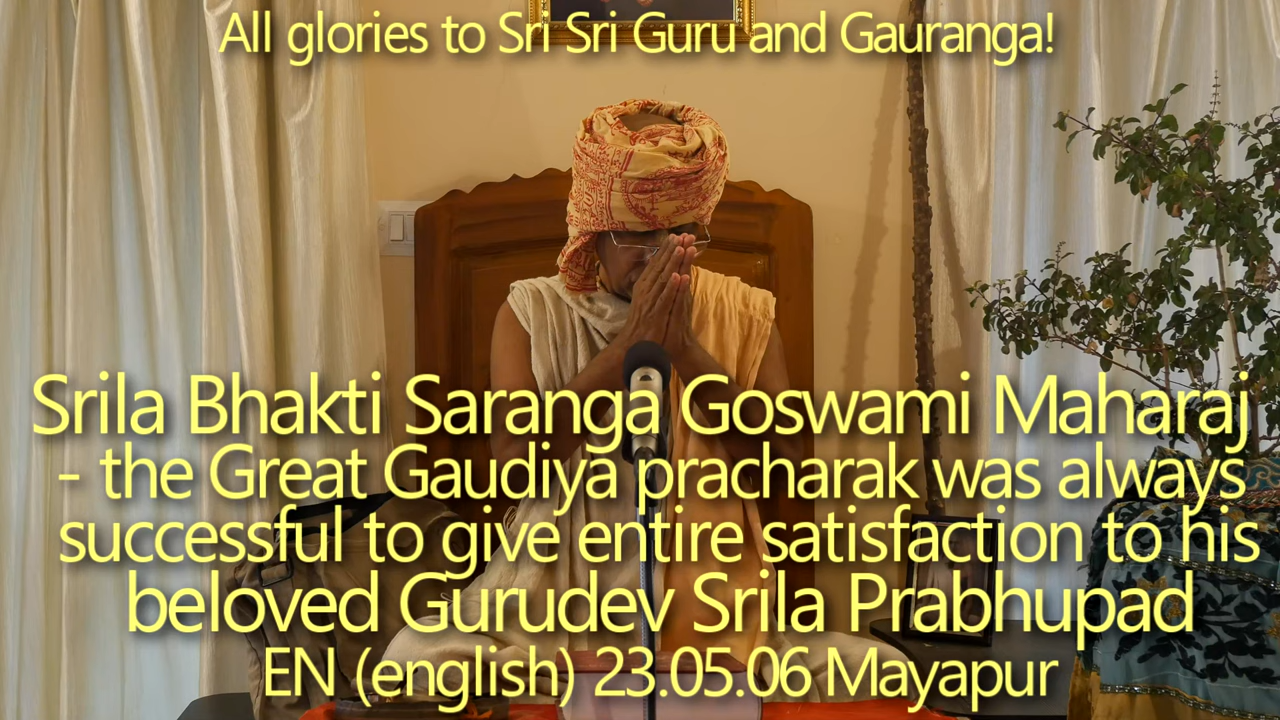 All glories to Sri Sri Guru and Gauranga!
Srila Bhakti Saranga Goswami Maharaj
- the Great Gaudiya pracharak was always
successful to give entire satisfaction to his
beloved Gurudev Srila Prabhupad
EN (english) 23.05.06 Mayapur